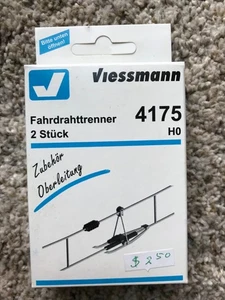 Bitte unten
öffnen!
Viessmann
Fahrdrahttrenner
2 Stück
4175
H0
Zubehör
Oberleitung
$ 2 50